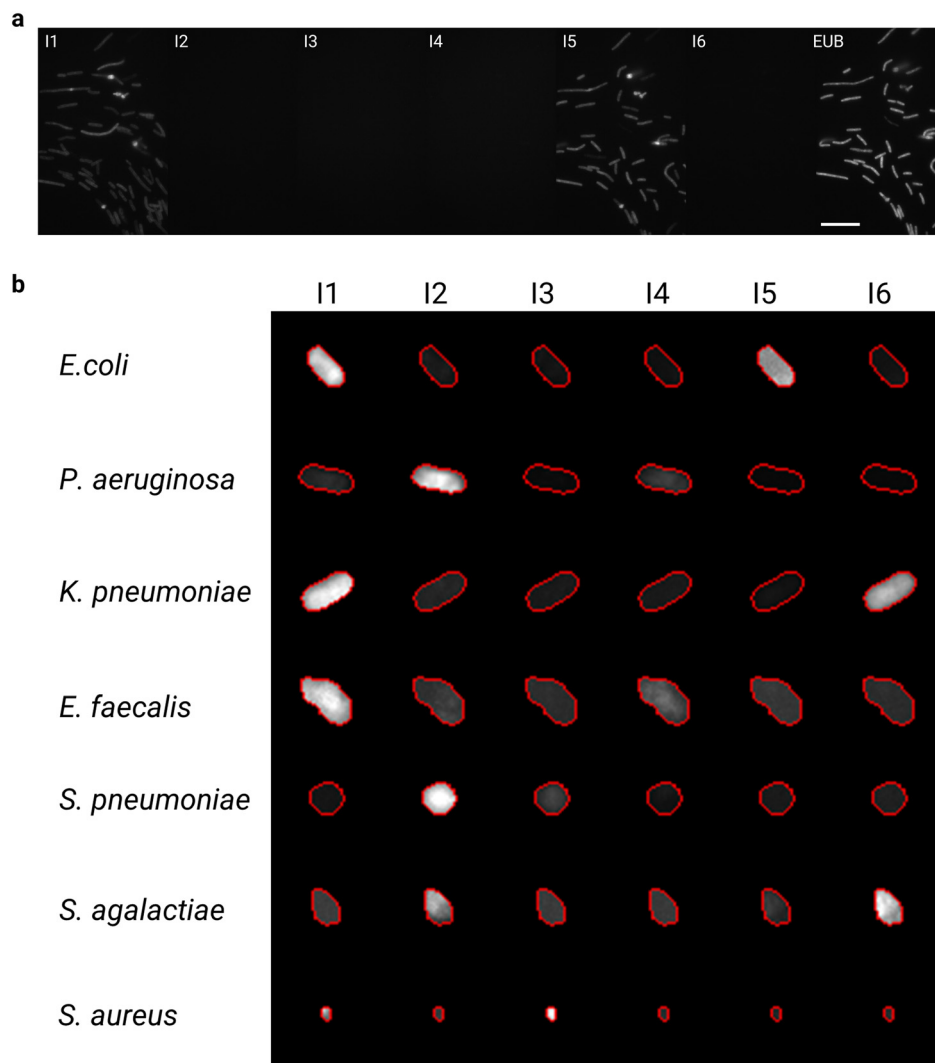 a
I1 I2 I3 I4 I5 I6 EUB
b
I1 I2 I3 I4 I5 I6
E.coli
P. aeruginosa
K. pneumoniae
E. faecalis
S. pneumoniae
S. agalactiae
S. aureus